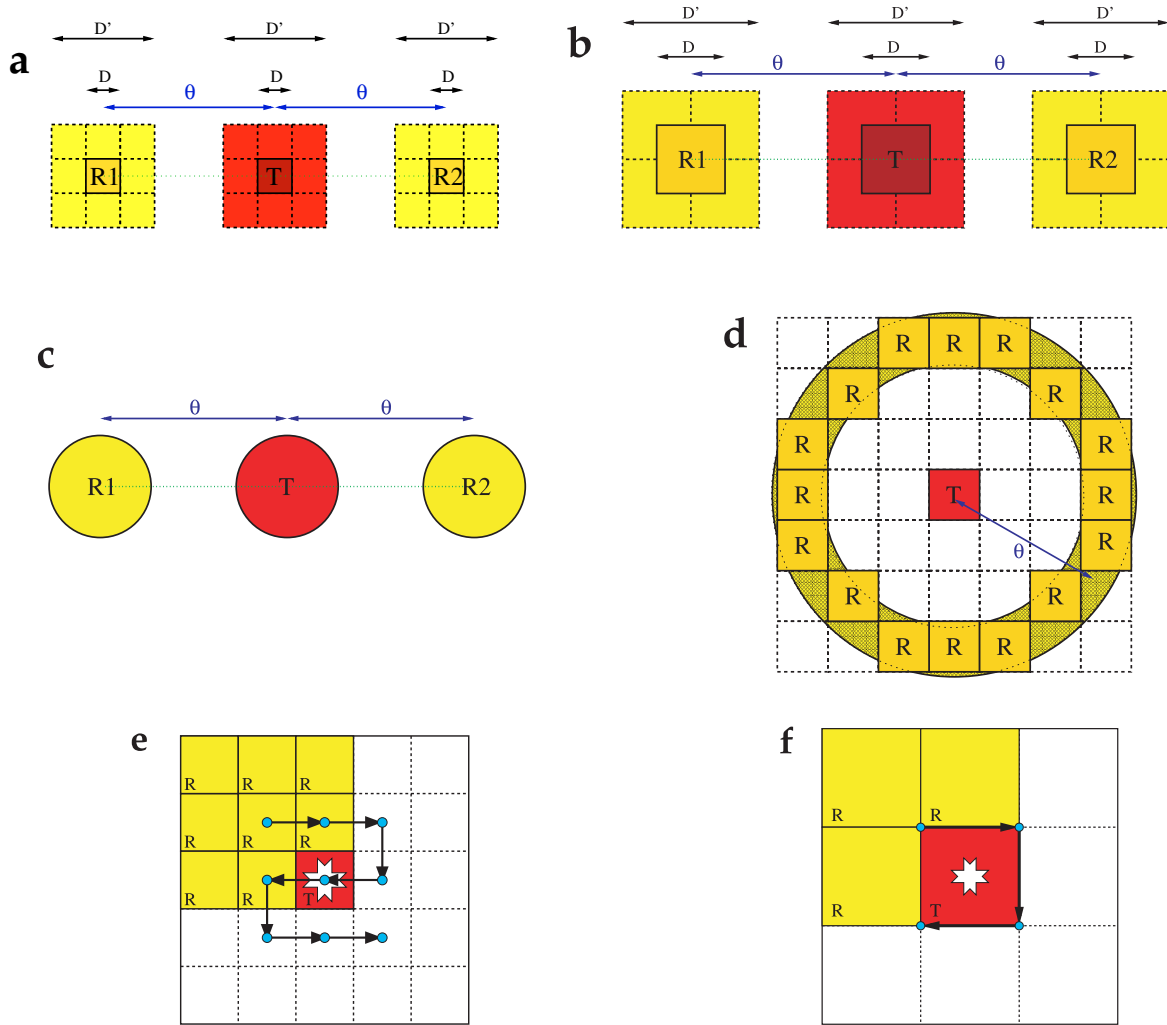 D’ D’ D’
a
D D D
θ θ
R1 T R2
D’ D’ D’
b
D D D
θ θ
R1 T R2
c
θ θ
R1 T R2
d
R R R
R R
R R
R T R
θ
R R
R R
R R R
e
R R R
R R R
R R T
f
R R
R T